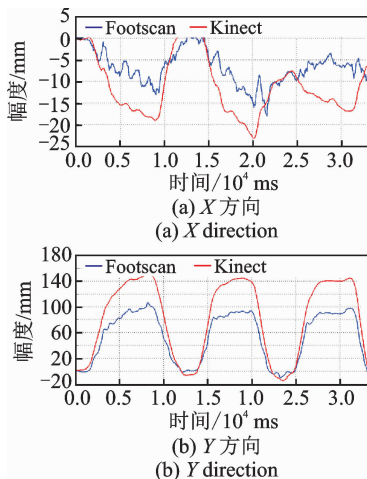 5
Footscan Kinect
0
−5
−10
−15
−20
−25
幅度/mm
0.0 0.5 1.0 1.5 2.0 2.5 3.0
时间/10⁴ ms
(a) X 方向
(a) X direction
180
Footscan Kinect
140
100
60
20
−20
幅度/mm
0.0 0.5 1.0 1.5 2.0 2.5 3.0
时间/10⁴ ms
(b) Y 方向
(b) Y direction